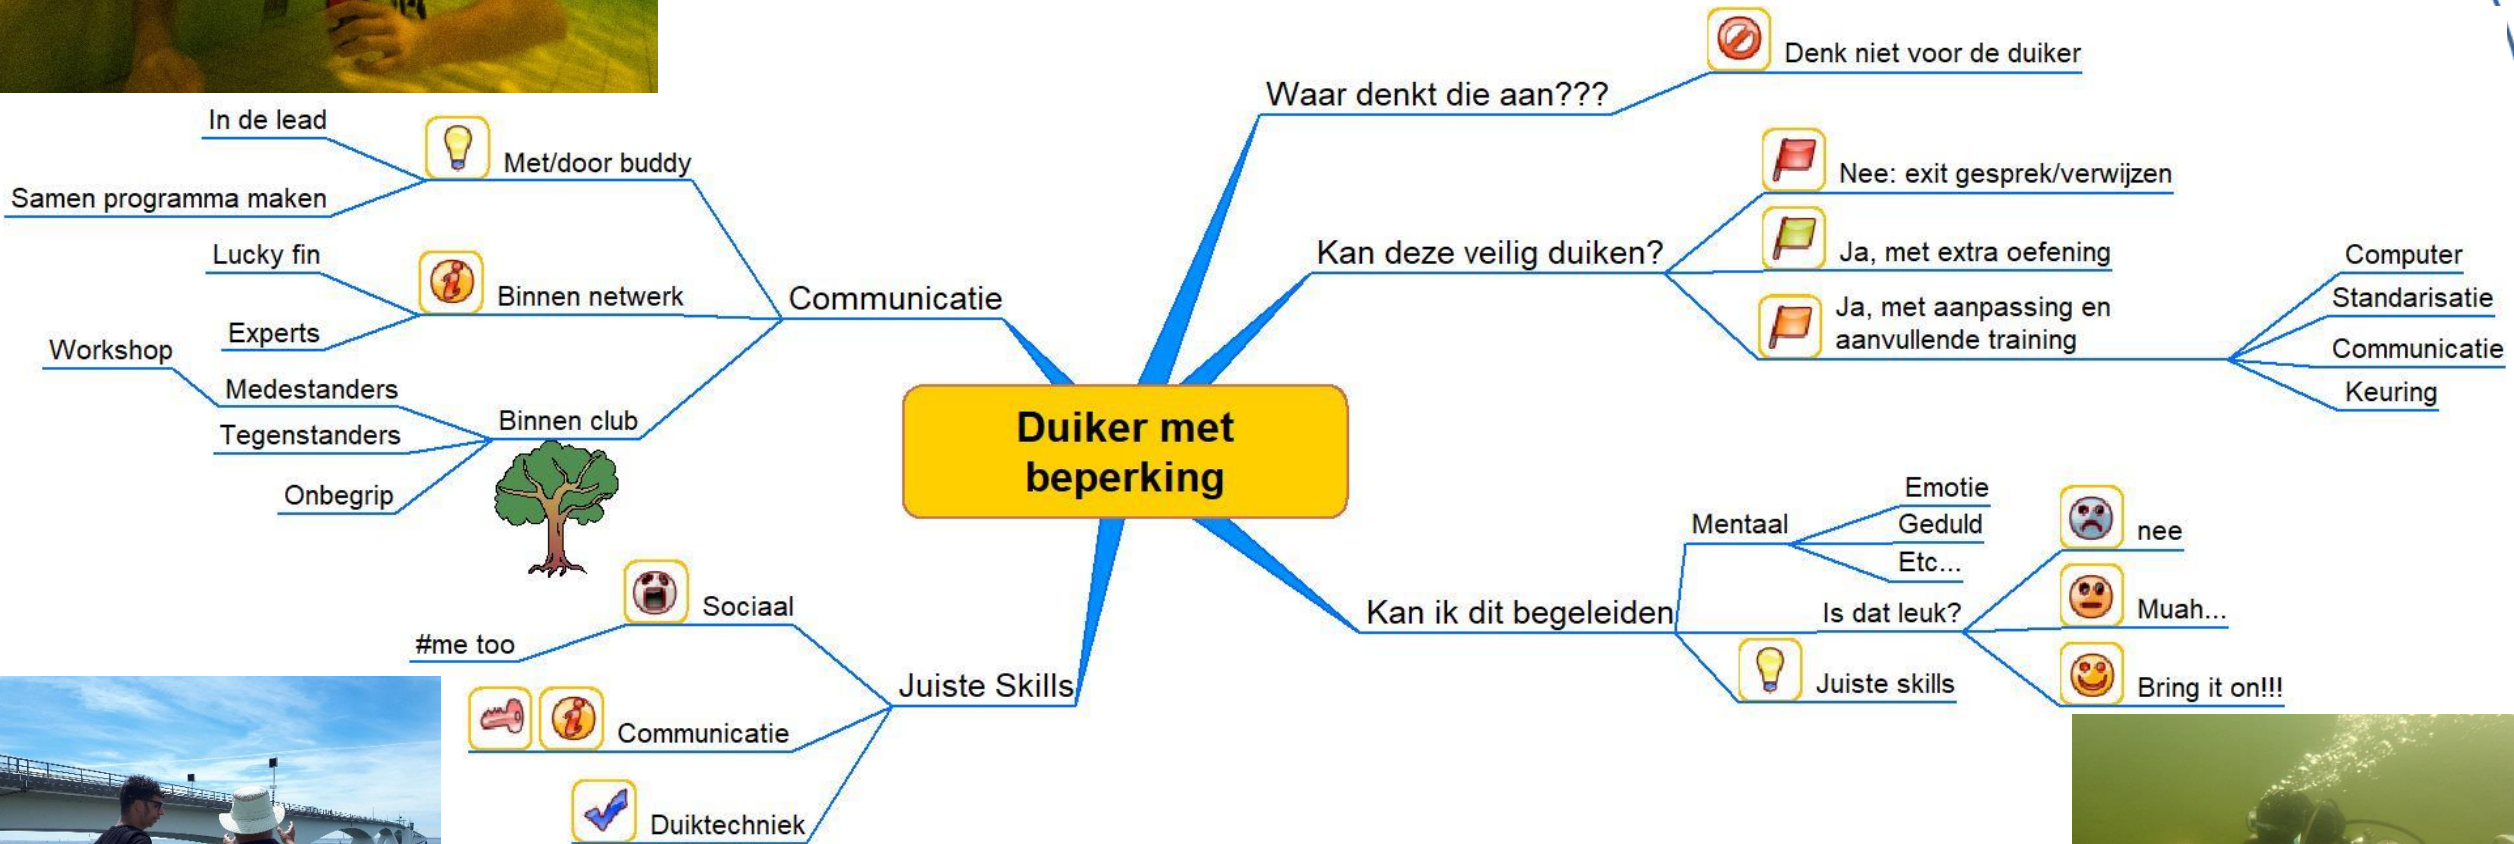 Duiker met
beperking
Waar denkt die aan???
Denk niet voor de duiker
Kan deze veilig duiken?
Nee: exit gesprek/verwijzen
Ja, met extra oefening
Ja, met aanpassing en
aanvullende training
Computer
Standarisatie
Communicatie
Keuring
Kan ik dit begeleiden
Mentaal
Emotie
Geduld
Etc...
Is dat leuk?
nee
Muah...
Bring it on!!!
Juiste skills
Juiste Skills
Sociaal
#me too
Communicatie
Duiktechniek
Communicatie
Met/door buddy
In de lead
Samen programma maken
Binnen netwerk
Lucky fin
Experts
Binnen club
Medestanders
Workshop
Tegenstanders
Onbegrip